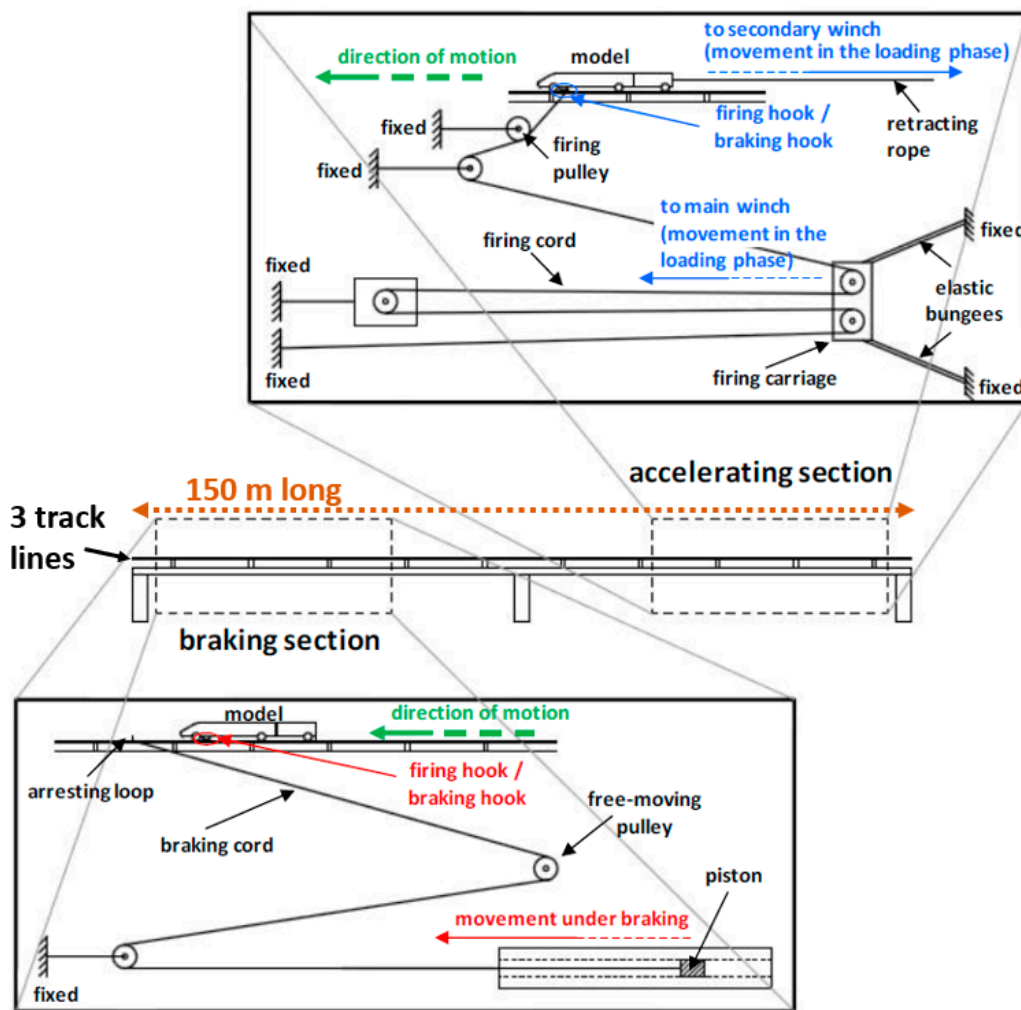 to secondary winch
(movement in the loading phase)
direction of motion
model
fixed
firing pulley
firing hook /
braking hook
retracting
rope
fixed
to main winch
(movement in the
loading phase)
firing cord
fixed
fixed
elastic
bungees
fixed
firing carriage
fixed
accelerating section
150 m long
3 track
lines
braking section
model
direction of motion
arresting loop
firing hook /
braking hook
free-moving
pulley
braking cord
piston
movement under braking
fixed